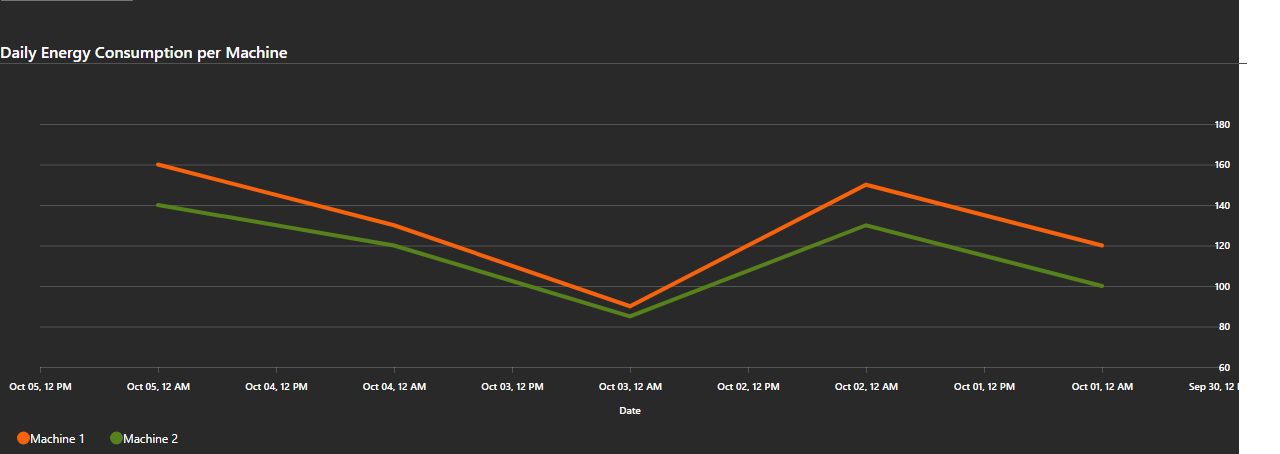 Daily Energy Consumption per Machine
180
160
140
120
100
80
60
Oct 05, 12 PM Oct 05, 12 AM Oct 04, 12 PM Oct 04, 12 AM Oct 03, 12 PM Oct 03, 12 AM Oct 02, 12 PM Oct 02, 12 AM Oct 01, 12 PM Oct 01, 12 AM Sep 30, 12
Date
Machine 1 Machine 2